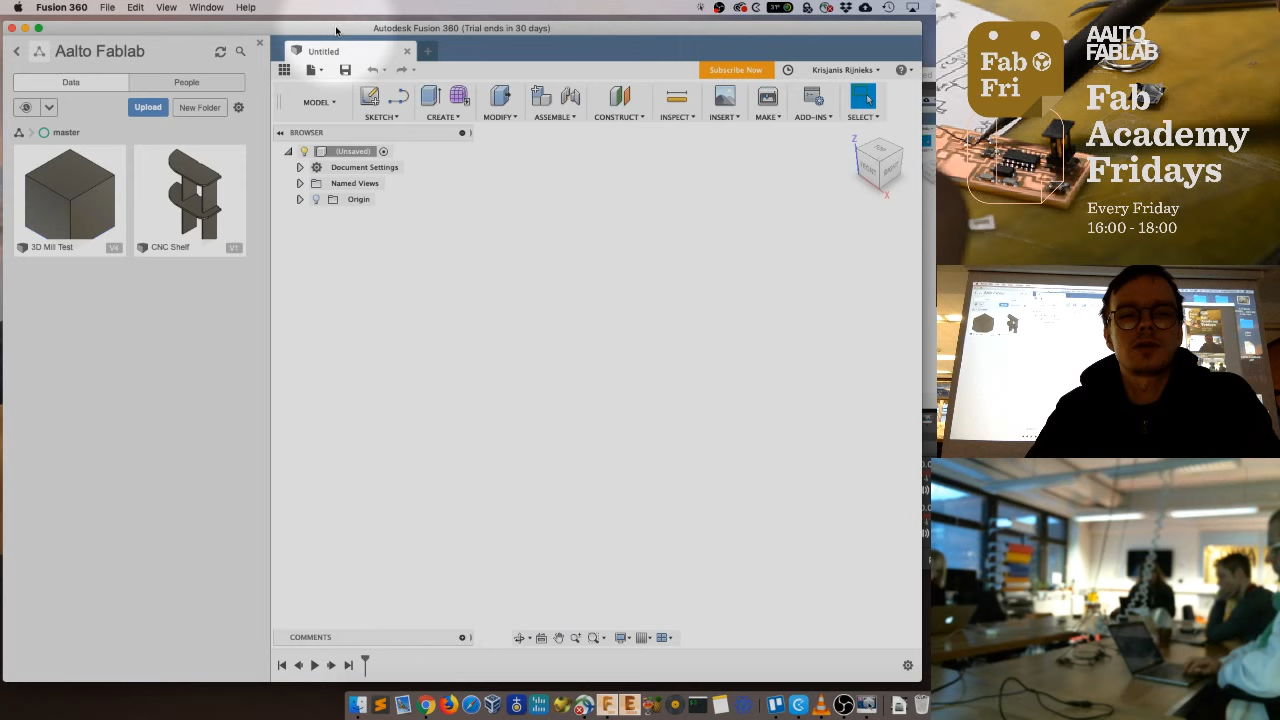 Fusion 360 File Edit View Window Help
31°
Autodesk Fusion 360 (Trial ends in 30 days)
Aalto Fablab
Data People
Upload New Folder
master
3D Mill Test V4
CNC Shelf V1
Untitled
Subscribe Now
Krisjanis Rijnieks
MODEL
SKETCH CREATE MODIFY ASSEMBLE CONSTRUCT INSPECT INSERT MAKE ADD-INS SELECT
BROWSER
(Unsaved)
Document Settings
Named Views
Origin
Z
FRONT
X
COMMENTS
Fab
Fri
AALTO
FABLAB
Fab
Academy
Fridays
Every Friday
16:00 - 18:00